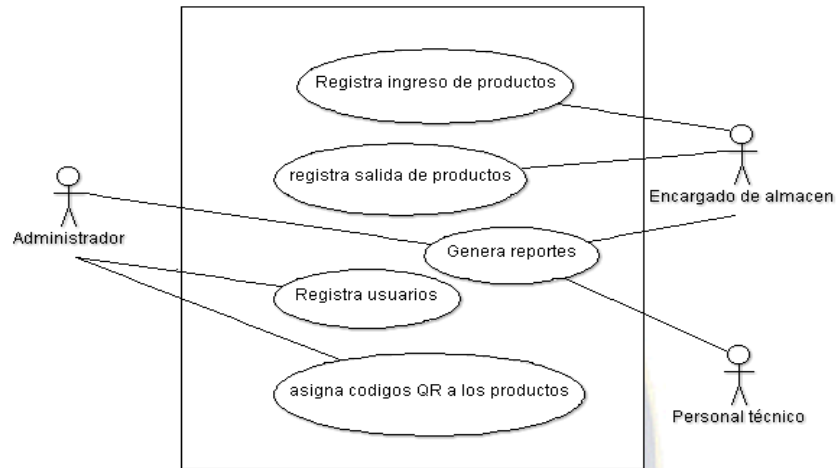 Registra ingreso de productos
registra salida de productos
Encargado de almacen
Administrador
Genera reportes
Registra usuarios
asigna codigos QR a los productos
Personal técnico